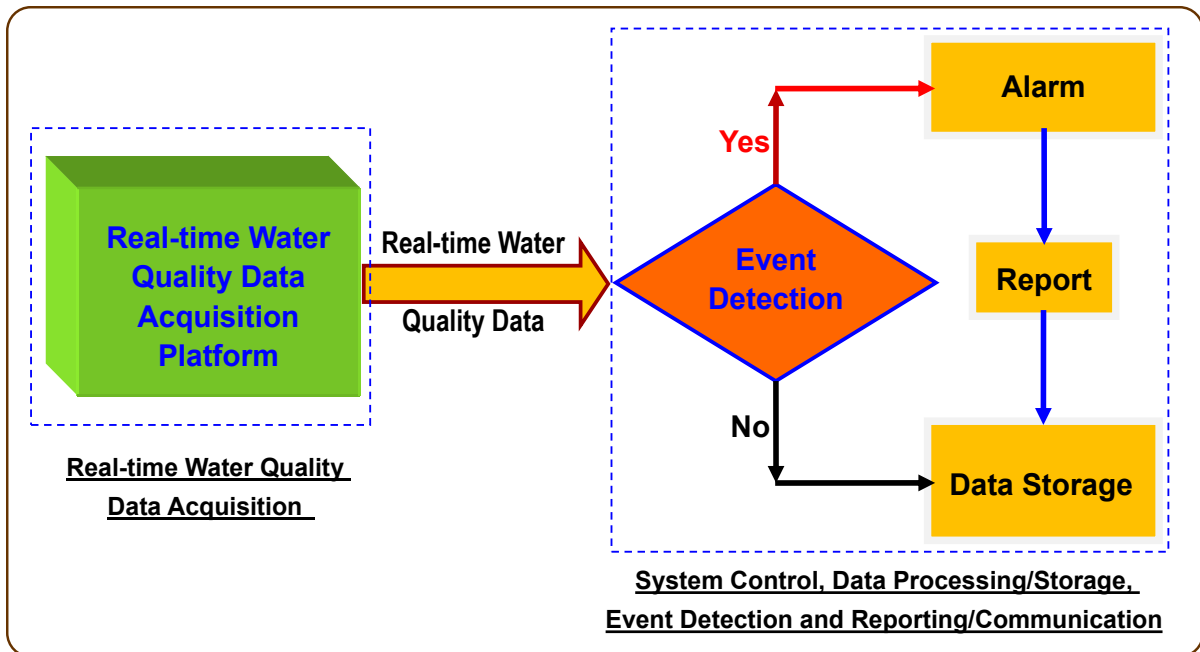 Real-time Water
Quality Data
Acquisition
Platform
Real-time Water Quality
Data Acquisition
Real-time Water
Quality Data
Event
Detection
Yes
No
Alarm
Report
Data Storage
System Control, Data Processing/Storage,
Event Detection and Reporting/Communication